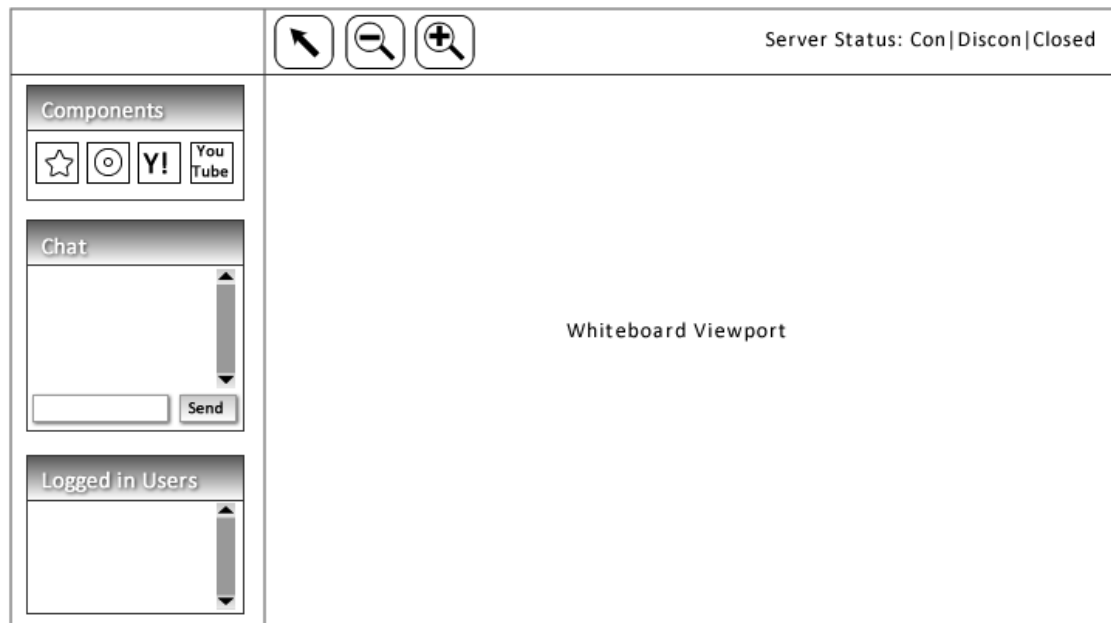 Server Status: Con|Discon|Closed
Components
Y!
You
Tube
Chat
Send
Whiteboard Viewport
Logged in Users